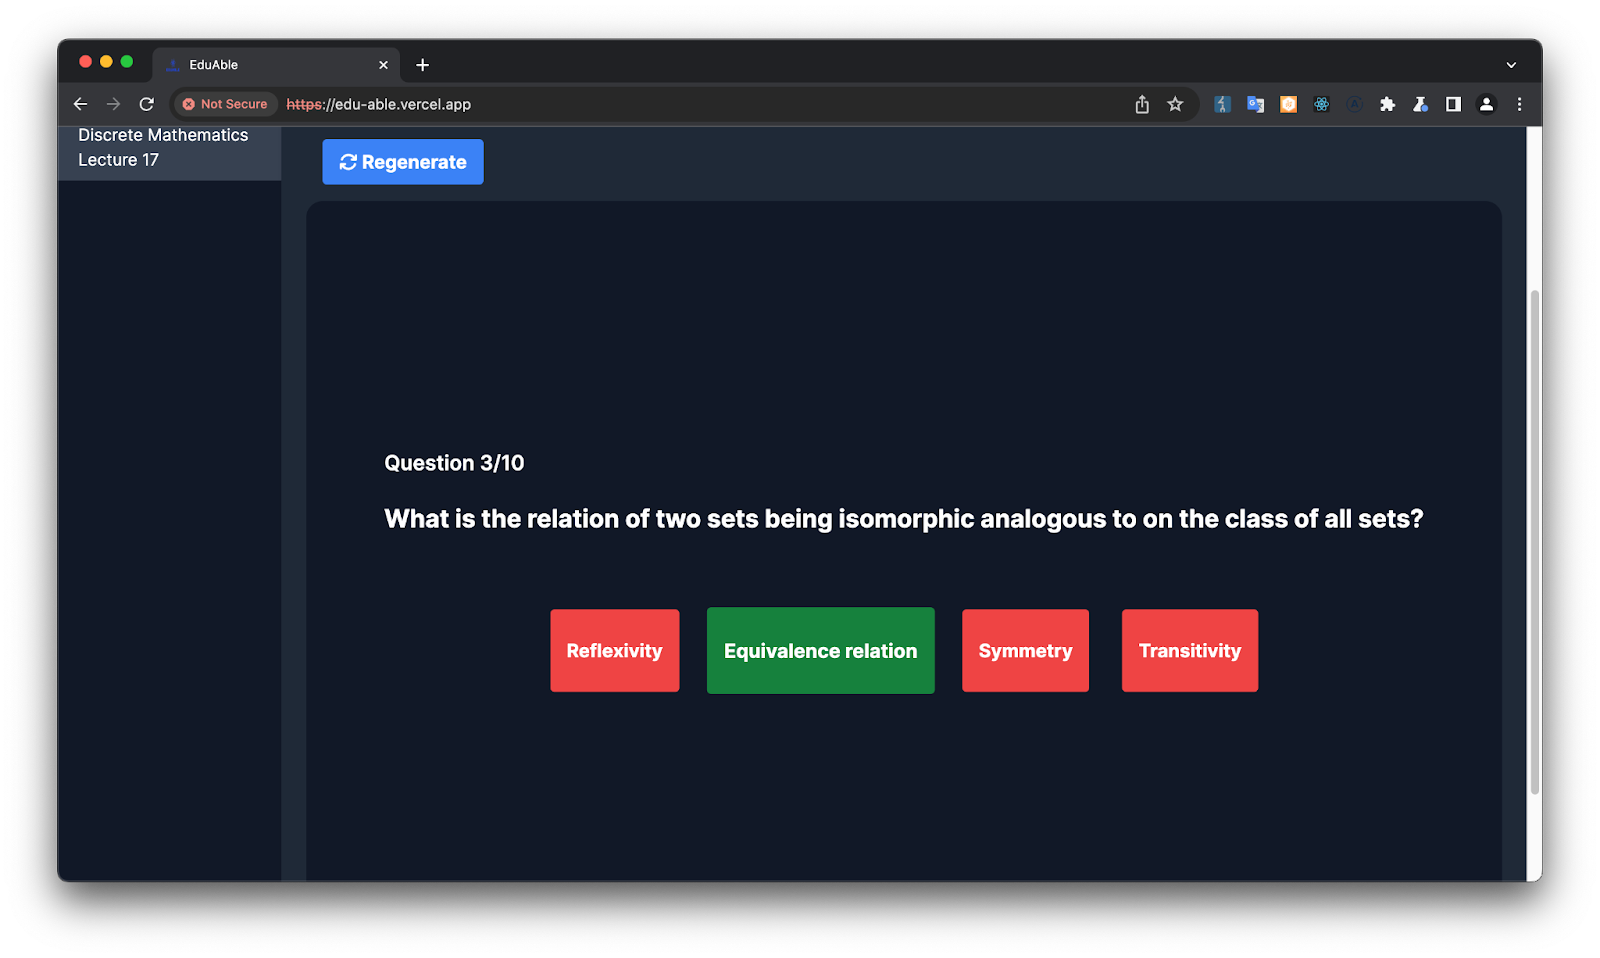 EduAble
Not Secure
https://edu-able.vercel.app
Discrete Mathematics
Lecture 17
Regenerate
Question 3/10
What is the relation of two sets being isomorphic analogous to on the class of all sets?
Reflexivity
Equivalence relation
Symmetry
Transitivity